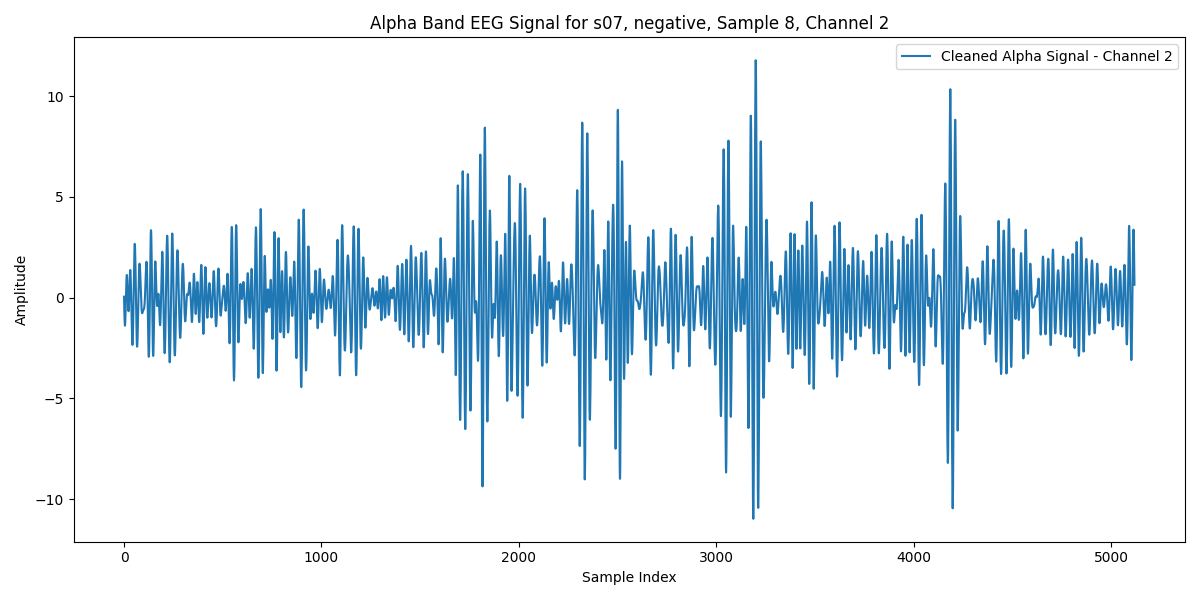 Alpha Band EEG Signal for s07, negative, Sample 8, Channel 2
Cleaned Alpha Signal - Channel 2
10
5
0
−5
−10
Amplitude
0 1000 2000 3000 4000 5000
Sample Index